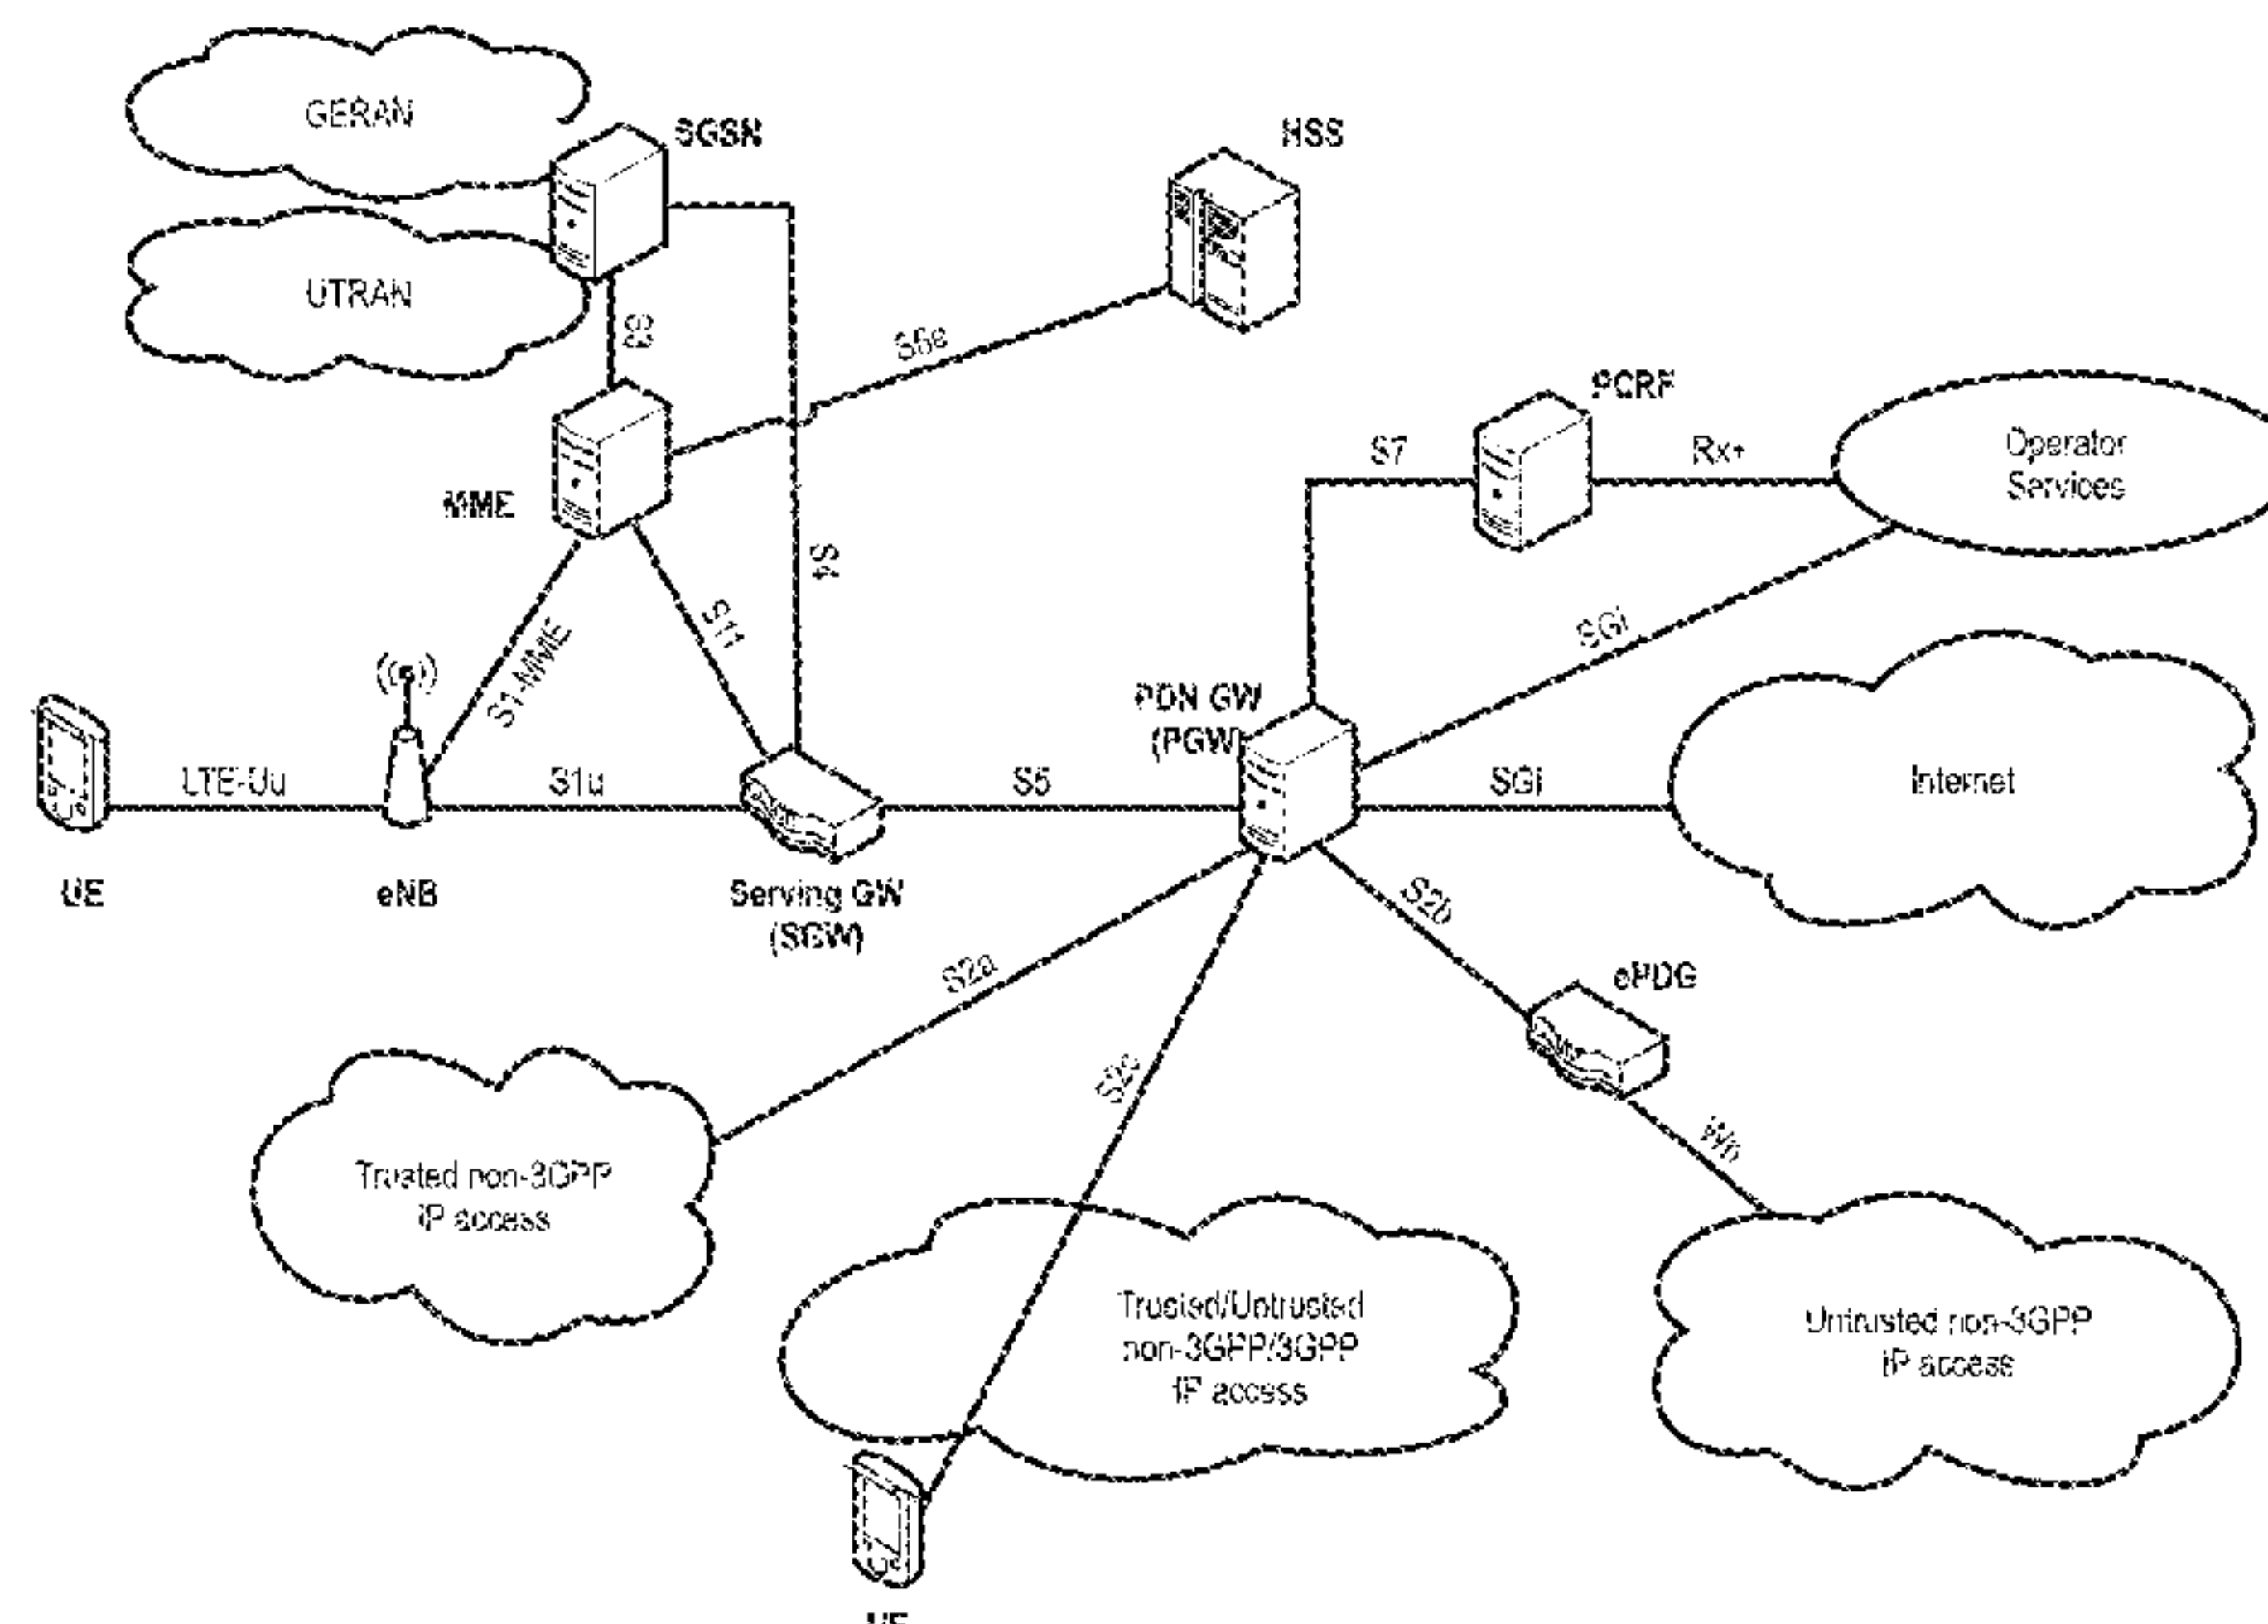 GERAN
SGSN
HSS
UTRAN
S3
PCRF
Operator
Services
S7
Rx+
MME
S4
S11
S1-MME
SGi
PDN GW
(PGW)
LTE-Uu
S1u
S5
SGi
Internet
UE
eNB
Serving GW
(SGW)
S2b
S2a
ePDG
S2c
Trusted non-3GPP
IP access
Trusted/Untrusted
non-3GPP/3GPP
IP access
Untrusted non-3GPP
IP access
UE